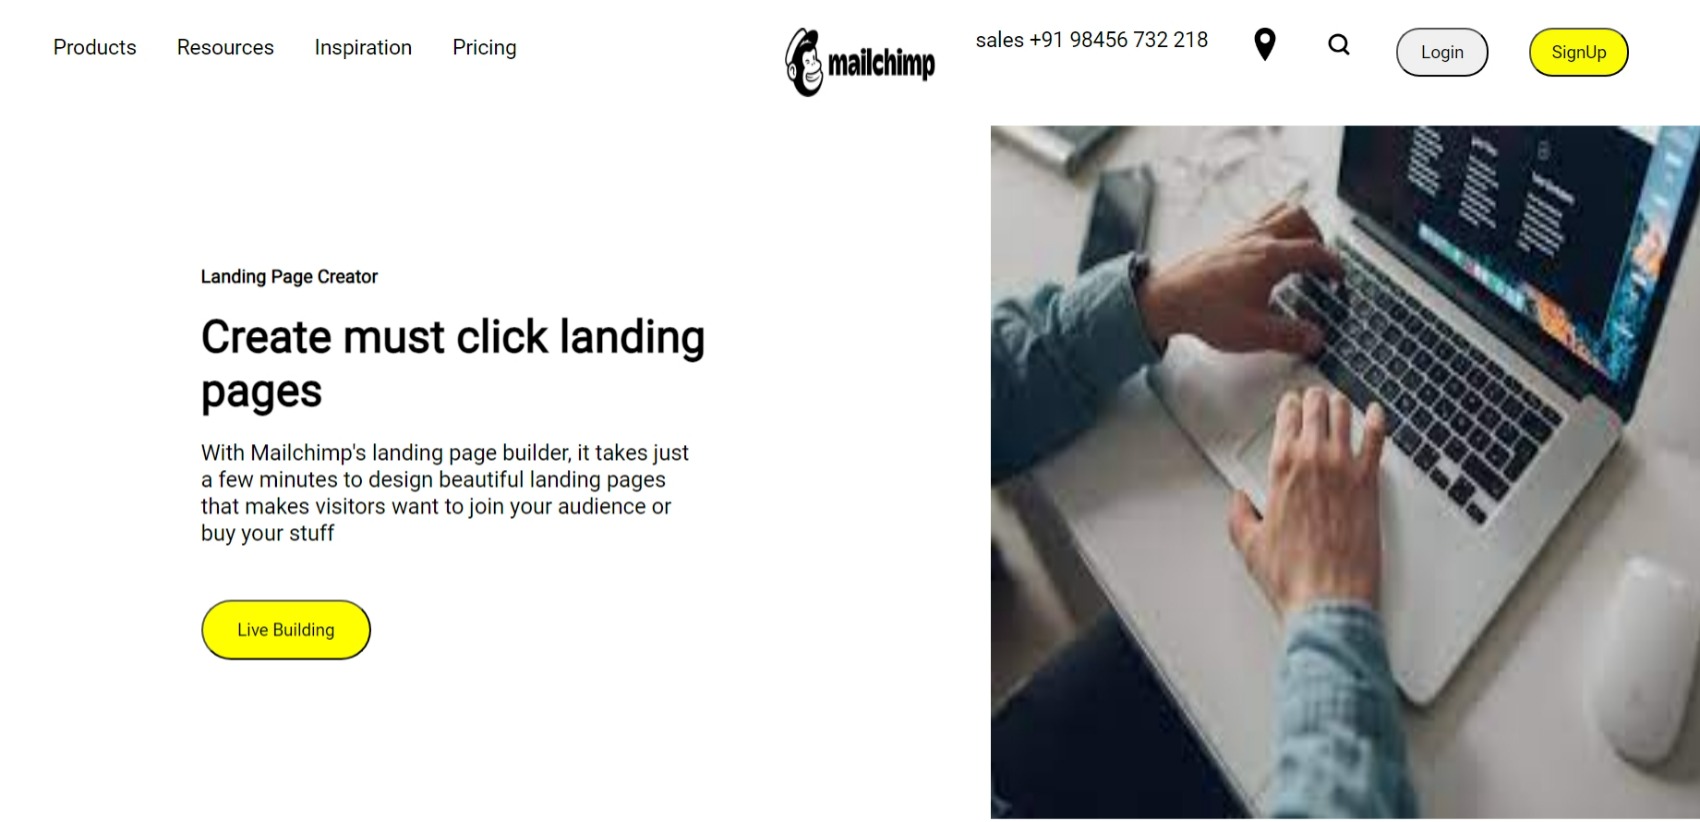 Products Resources Inspiration Pricing mailchimp sales +91 98456 732 218 Login SignUp
Landing Page Creator
Create must click landing
pages
With Mailchimp's landing page builder, it takes just
a few minutes to design beautiful landing pages
that makes visitors want to join your audience or
buy your stuff
Live Building